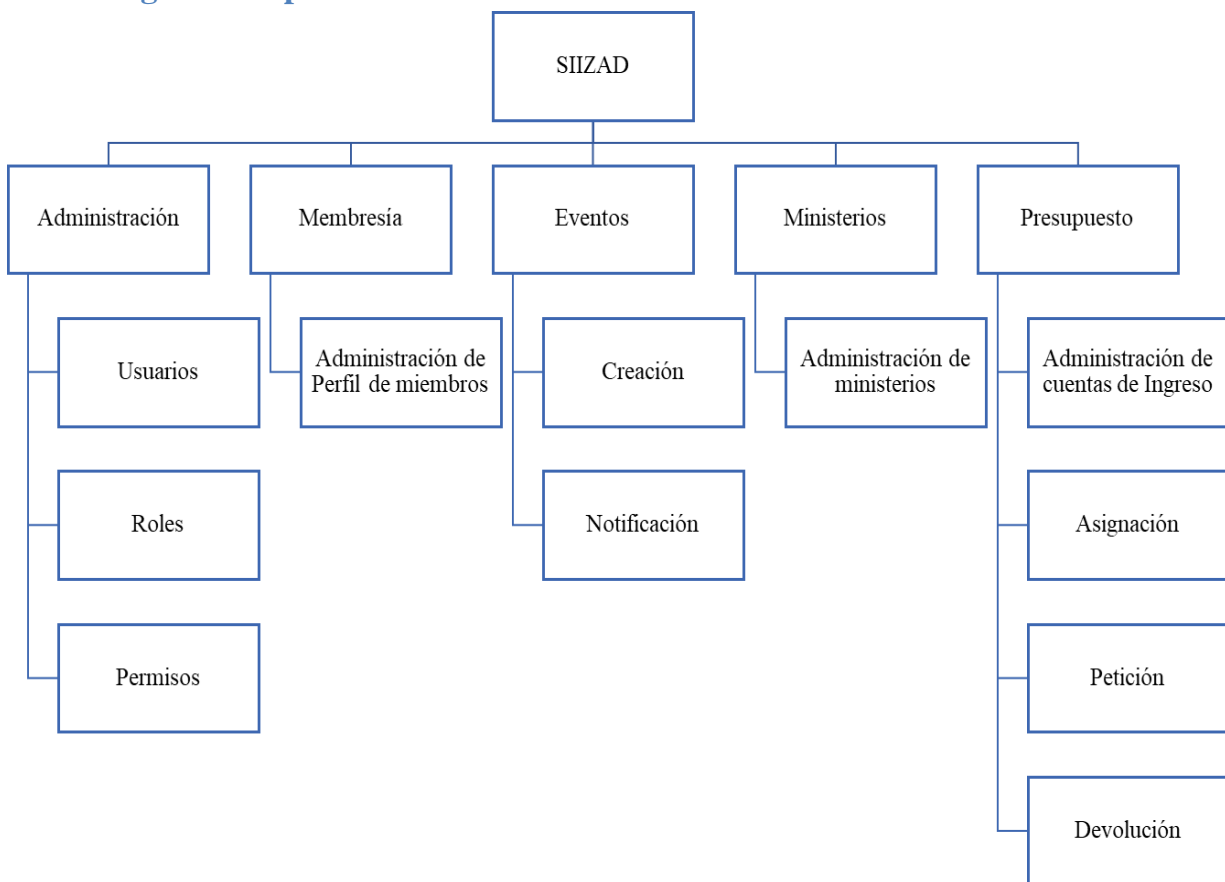 SIIZAD
Administración
Membresía
Eventos
Ministerios
Presupuesto
Usuarios
Administración de
Perfil de miembros
Creación
Administración de
ministerios
Administración de
cuentas de Ingreso
Roles
Notificación
Asignación
Permisos
Petición
Devolución